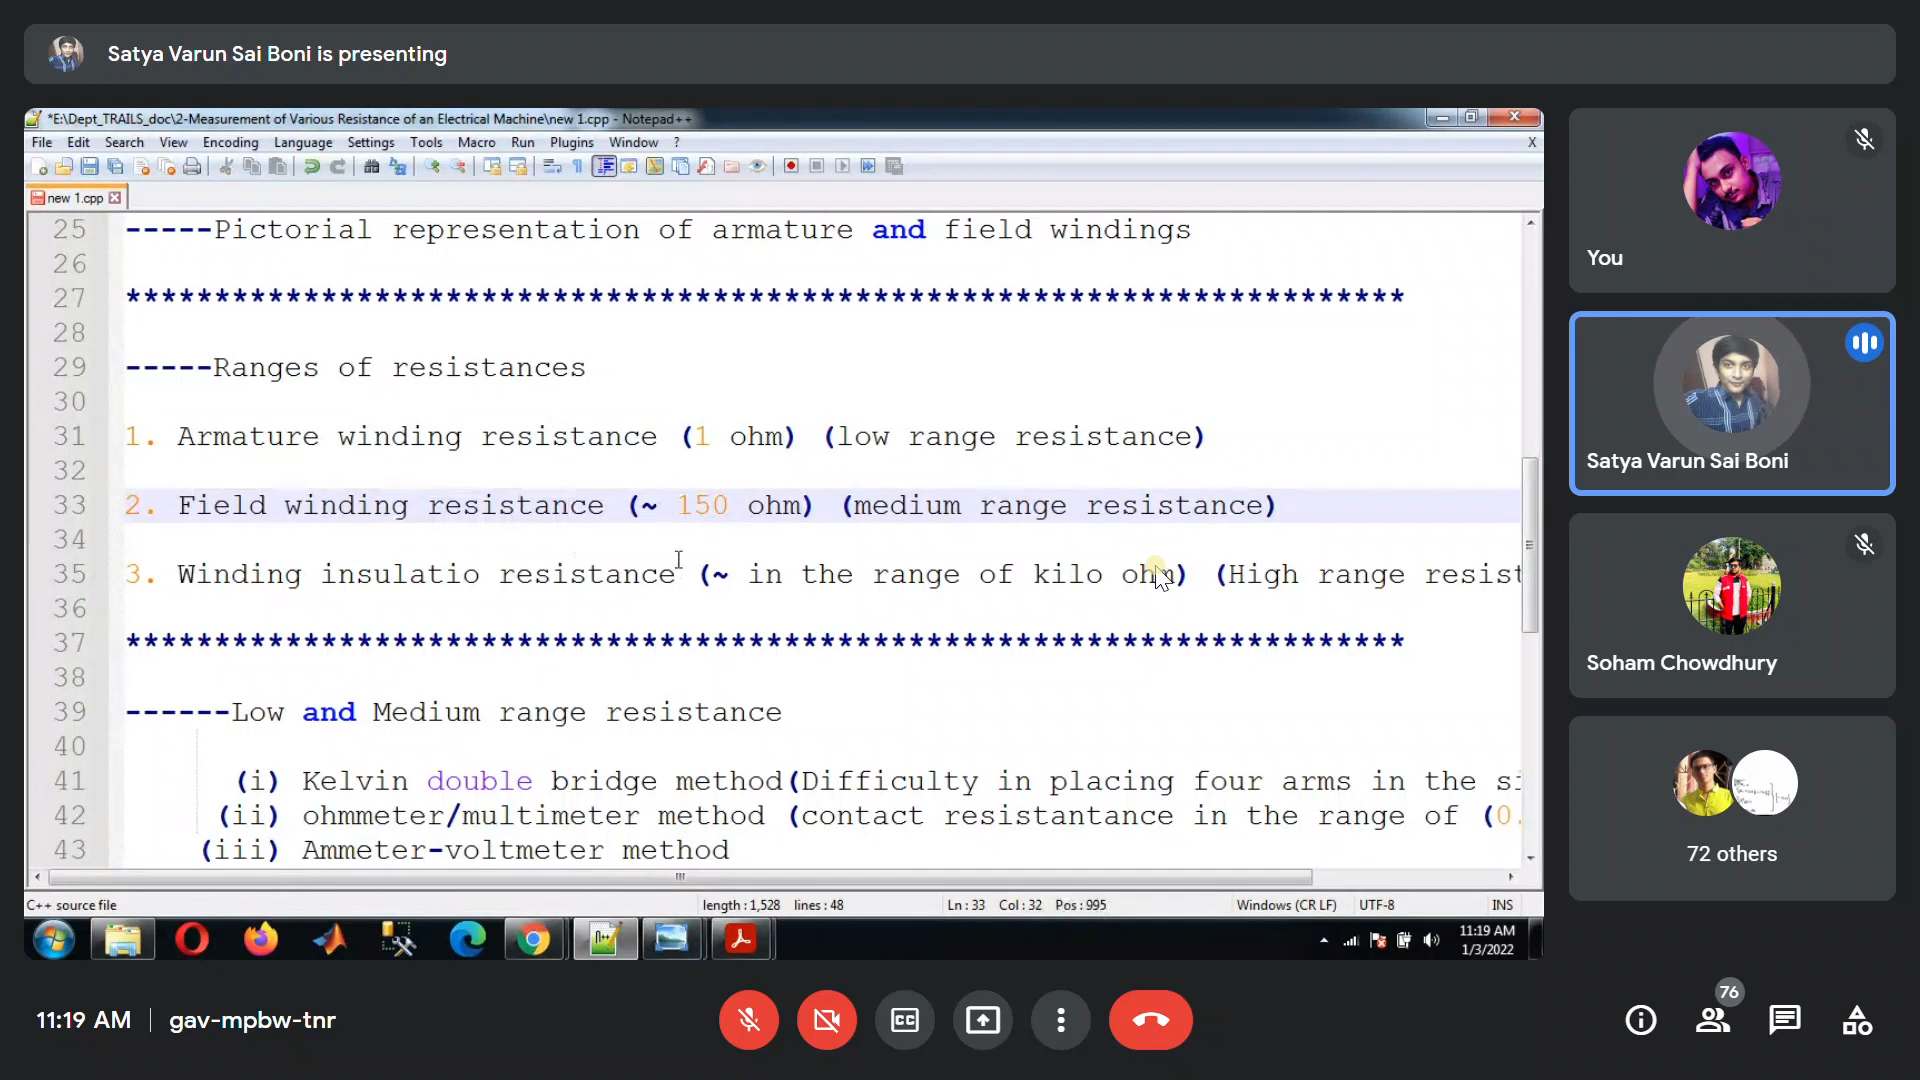 Satya Varun Sai Boni is presenting
*E:\Dept_TRAILS_doc\2-Measurement of Various Resistance of an Electrical Machine\new 1.cpp - Notepad++
File Edit Search View Encoding Language Settings Tools Macro Run Plugins Window ? X
new 1.cpp
25 -----Pictorial representation of armature and field windings
26
27 ************************************************************************
28
29 -----Ranges of resistances
30
31 1. Armature winding resistance (1 ohm) (low range resistance)
32
33 2. Field winding resistance (~ 150 ohm) (medium range resistance)
34
35 3. Winding insulatio resistance (~ in the range of kilo ohm) (High range resist
36
37 ************************************************************************
38
39 ------Low and Medium range resistance
40
41 (i) Kelvin double bridge method(Difficulty in placing four arms in the si
42 (ii) ohmmeter/multimeter method (contact resistantance in the range of (0.
43 (iii) Ammeter-voltmeter method
C++ source file length : 1,528 lines : 48 Ln : 33 Col : 32 Pos : 995 Windows (CR LF) UTF-8 INS
11:19 AM
1/3/2022
You
Satya Varun Sai Boni
Soham Chowdhury
72 others
11:19 AM | gav-mpbw-tnr
CC
76